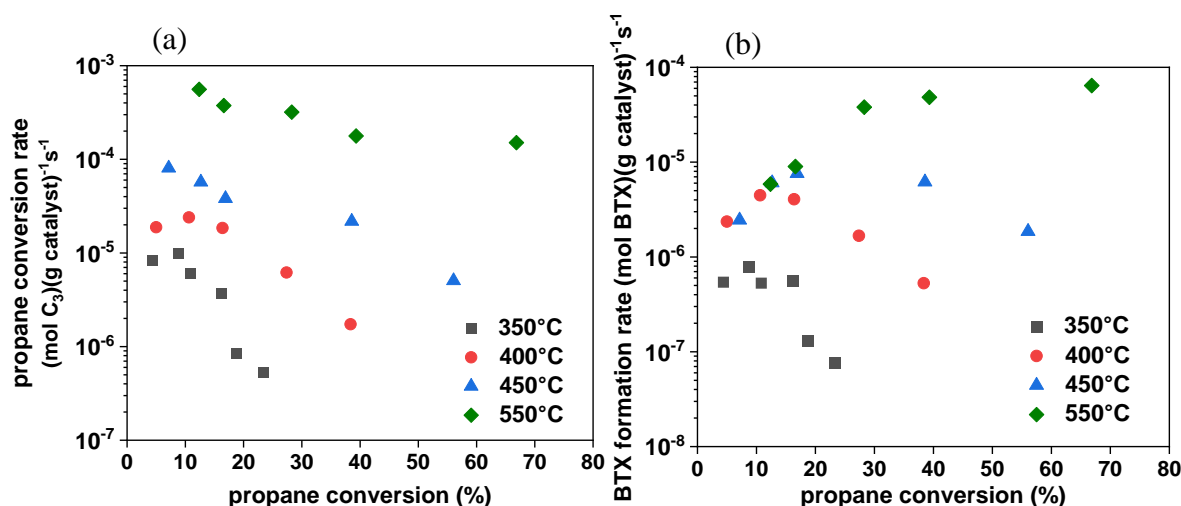 (a)
propane conversion rate
(mol C₃)(g catalyst)⁻¹s⁻¹
10⁻³
10⁻⁴
10⁻⁵
10⁻⁶
10⁻⁷
350°C
400°C
450°C
550°C
0 10 20 30 40 50 60 70 80
propane conversion (%)
(b)
BTX formation rate (mol BTX)(g catalyst)⁻¹s⁻¹
10⁻⁴
10⁻⁵
10⁻⁶
10⁻⁷
10⁻⁸
350°C
400°C
450°C
550°C
0 10 20 30 40 50 60 70 80
propane conversion (%)